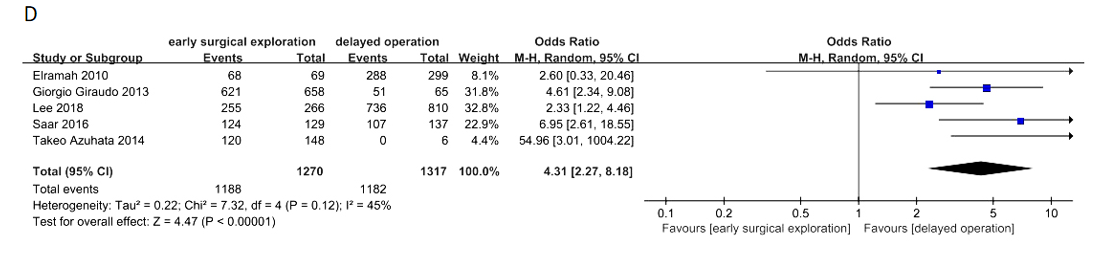 D
early surgical exploration delayed operation Odds Ratio Odds Ratio
Study or Subgroup Events Total Events Total Weight M-H, Random, 95% CI M-H, Random, 95% CI
Elramah 2010 68 69 288 299 8.1% 2.60 [0.33, 20.46]
Giorgio Giraudo 2013 621 658 51 65 31.8% 4.61 [2.34, 9.08]
Lee 2018 255 266 736 810 32.8% 2.33 [1.22, 4.46]
Saar 2016 124 129 107 137 22.9% 6.95 [2.61, 18.55]
Takeo Azuhata 2014 120 148 0 6 4.4% 54.96 [3.01, 1004.22]
Total (95% CI) 1270 1317 100.0% 4.31 [2.27, 8.18]
Total events 1188 1182
Heterogeneity: Tau² = 0.22; Chi² = 7.32, df = 4 (P = 0.12); I² = 45%
Test for overall effect: Z = 4.47 (P < 0.00001)
0.1 0.2 0.5 1 2 5 10
Favours [early surgical exploration] Favours [delayed operation]